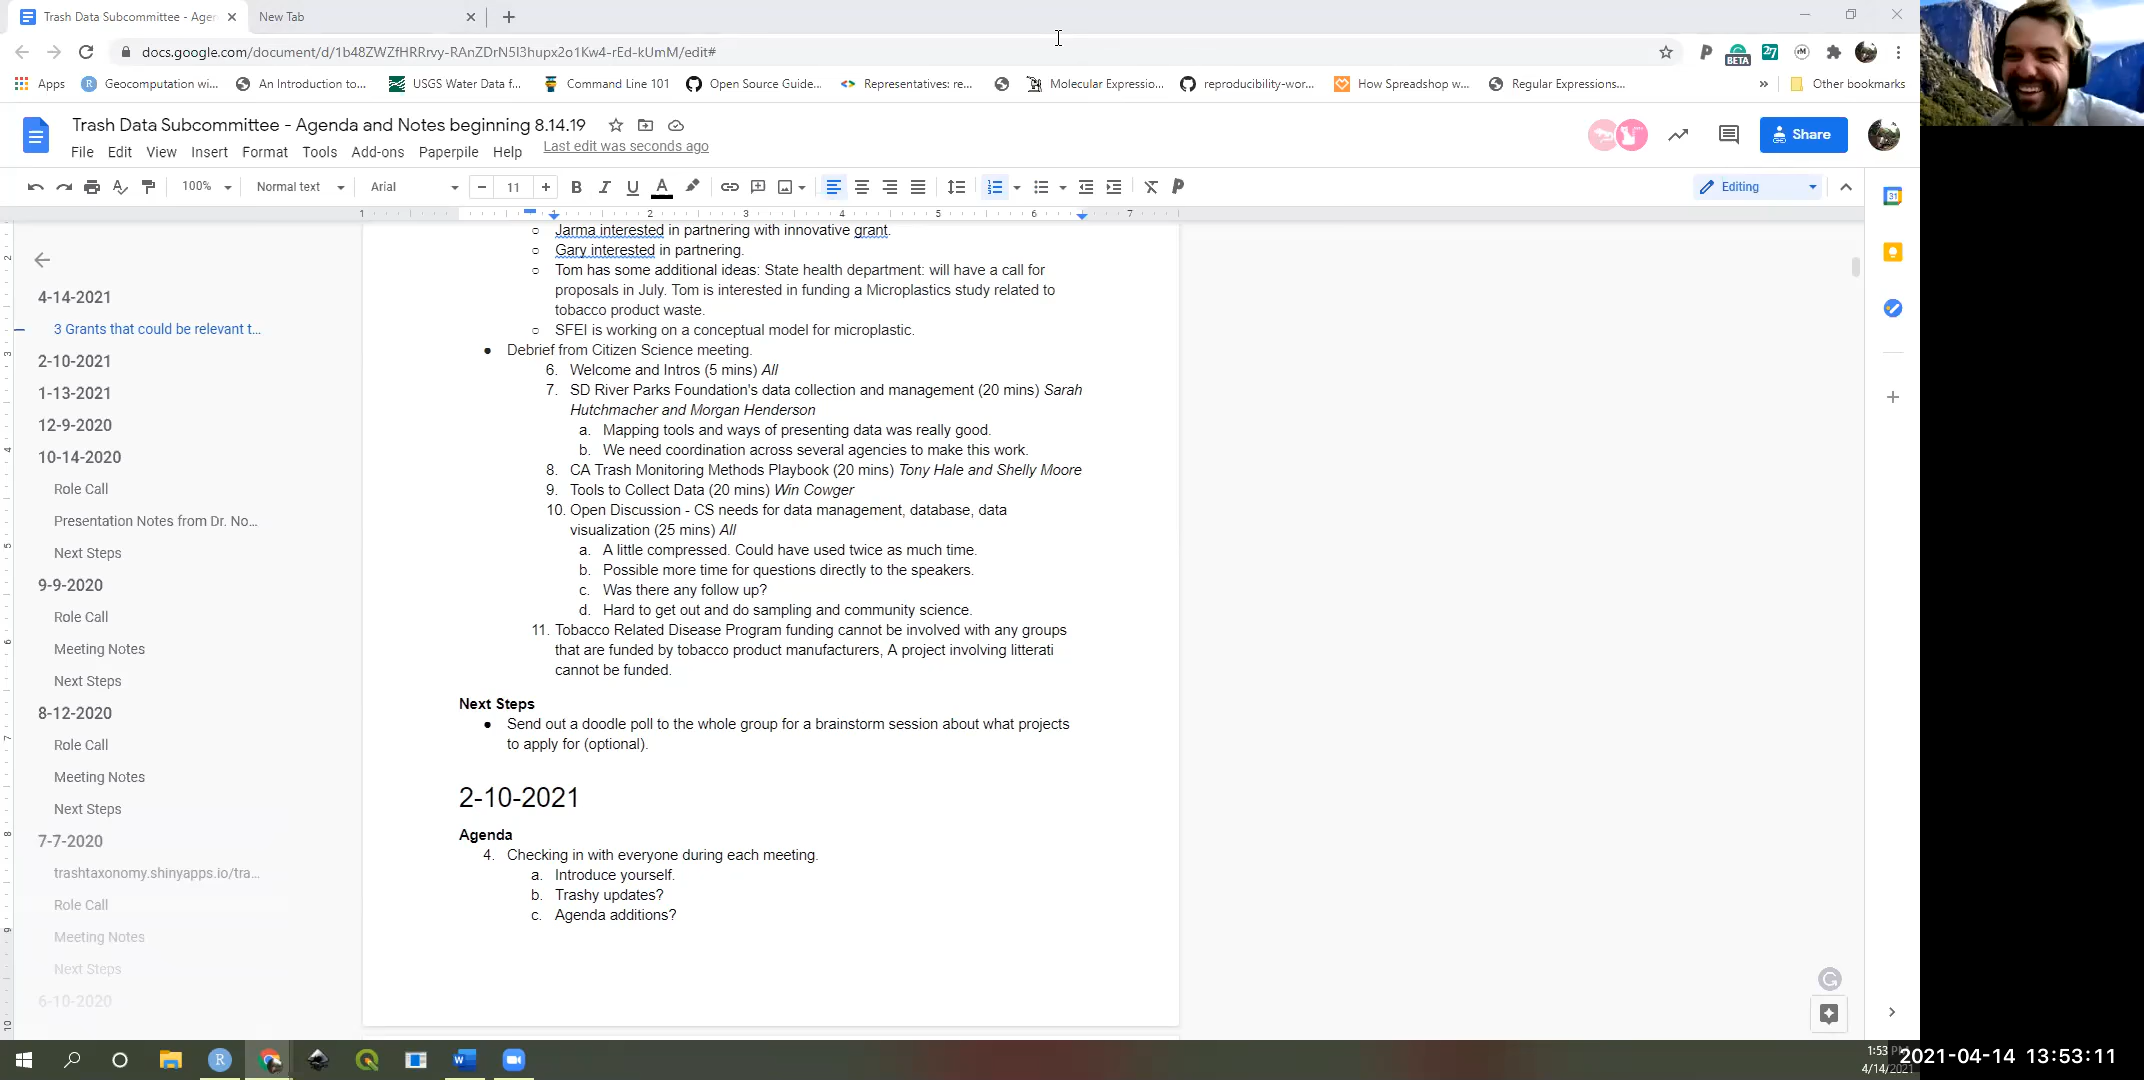 Trash Data Subcommittee - Agen
New Tab
docs.google.com/document/d/1b48ZWZfHRRrvy-RAnZDrN5I3hupx2o1Kw4-rEd-kUmM/edit#
BETA
27
Apps
Geocomputation wi...
An Introduction to...
USGS Water Data f...
Command Line 101
Open Source Guide...
Representatives: re...
Molecular Expressio...
reproducibility-wor...
How Spreadshop w...
Regular Expressions...
»
Other bookmarks
Trash Data Subcommittee - Agenda and Notes beginning 8.14.19
File Edit View Insert Format Tools Add-ons Paperpile Help Last edit was seconds ago
Share
100% Normal text Arial 11 Editing
31
1 1 2 3 4 5 6 7
4-14-2021
3 Grants that could be relevant t...
2-10-2021
1-13-2021
12-9-2020
10-14-2020
Role Call
Presentation Notes from Dr. No...
Next Steps
9-9-2020
Role Call
Meeting Notes
Next Steps
8-12-2020
Role Call
Meeting Notes
Next Steps
7-7-2020
trashtaxonomy.shinyapps.io/tra...
Role Call
Meeting Notes
Next Steps
6-10-2020
○ Jarma interested in partnering with innovative grant.
○ Gary interested in partnering.
○ Tom has some additional ideas: State health department: will have a call for
proposals in July. Tom is interested in funding a Microplastics study related to
tobacco product waste.
○ SFEI is working on a conceptual model for microplastic.
● Debrief from Citizen Science meeting.
6. Welcome and Intros (5 mins) All
7. SD River Parks Foundation's data collection and management (20 mins) Sarah
Hutchmacher and Morgan Henderson
a. Mapping tools and ways of presenting data was really good.
b. We need coordination across several agencies to make this work.
8. CA Trash Monitoring Methods Playbook (20 mins) Tony Hale and Shelly Moore
9. Tools to Collect Data (20 mins) Win Cowger
10. Open Discussion - CS needs for data management, database, data
visualization (25 mins) All
a. A little compressed. Could have used twice as much time.
b. Possible more time for questions directly to the speakers.
c. Was there any follow up?
d. Hard to get out and do sampling and community science.
11. Tobacco Related Disease Program funding cannot be involved with any groups
that are funded by tobacco product manufacturers, A project involving litterati
cannot be funded.
Next Steps
● Send out a doodle poll to the whole group for a brainstorm session about what projects
to apply for (optional).
2-10-2021
Agenda
4. Checking in with everyone during each meeting.
a. Introduce yourself.
b. Trashy updates?
c. Agenda additions?
1:53 PM
4/14/2021
2021-04-14 13:53:11